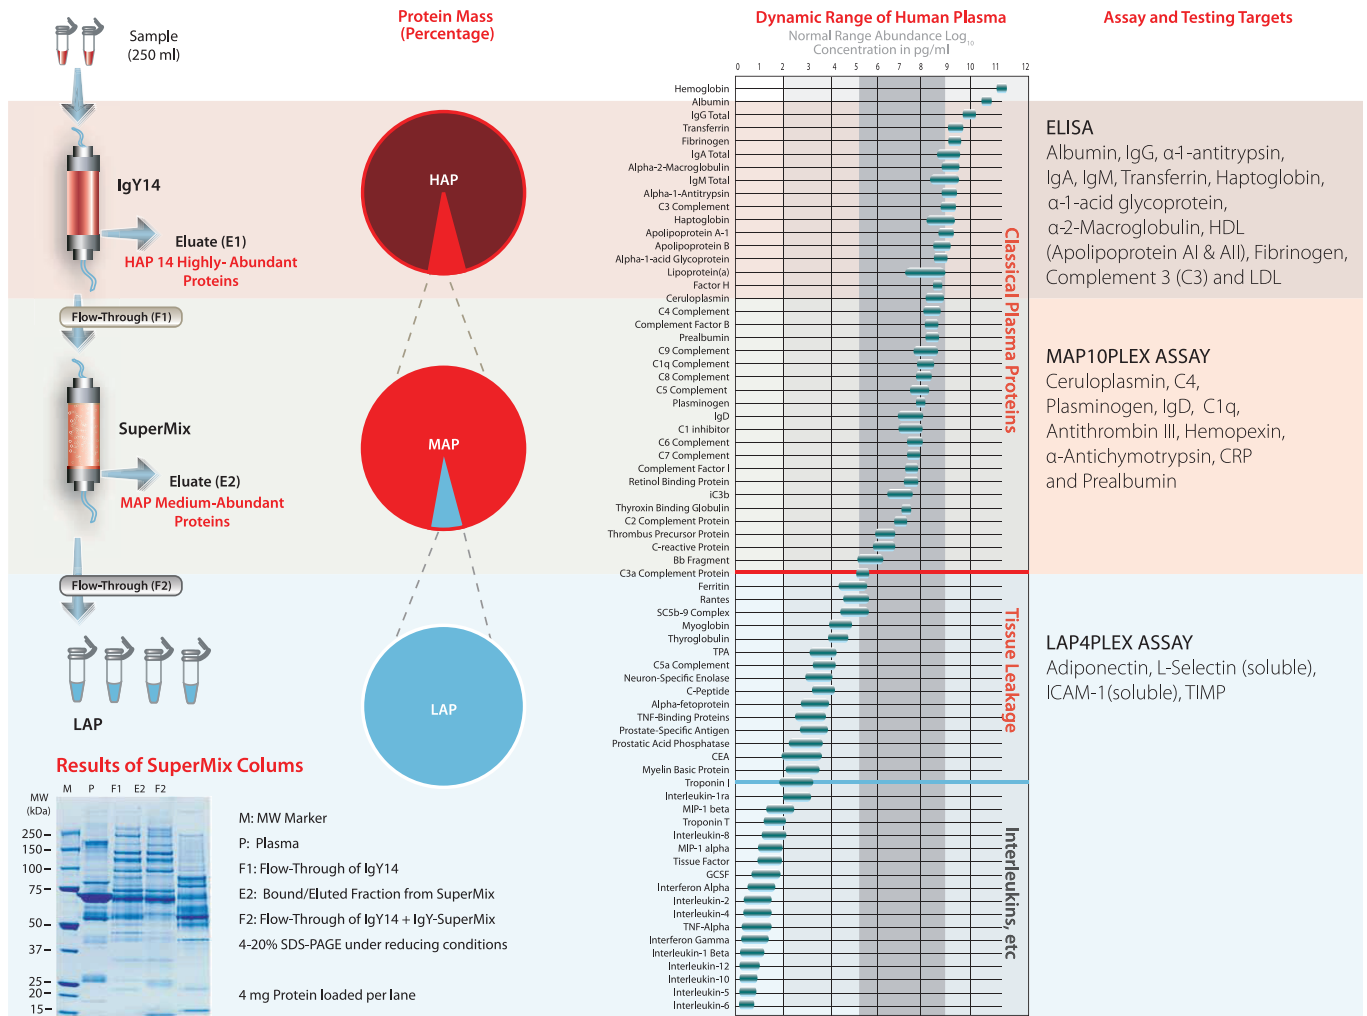 Sample
(250 ml)
IgY14
Eluate (E1)
HAP 14 Highly- Abundant
Proteins
Flow-Through (F1)
SuperMix
Eluate (E2)
MAP Medium-Abundant
Proteins
Flow-Through (F2)
LAP
Protein Mass
(Percentage)
HAP
MAP
LAP
Dynamic Range of Human Plasma
Normal Range Abundance Log10
Concentration in pg/ml
0 1 2 3 4 5 6 7 8 9 10 11 12
Hemoglobin
Albumin
IgG Total
Transferrin
Fibrinogen
IgA Total
Alpha-2-Macroglobulin
IgM Total
Alpha-1-Antitrypsin
C3 Complement
Haptoglobin
Apolipoprotein A-1
Apolipoprotein B
Alpha-1-acid Glycoprotein
Lipoprotein(a)
Factor H
Ceruloplasmin
C4 Complement
Complement Factor B
Prealbumin
C9 Complement
C1q Complement
C8 Complement
C5 Complement
Plasminogen
IgD
C1 inhibitor
C6 Complement
C7 Complement
Complement Factor I
Retinol Binding Protein
iC3b
Thyroxin Binding Globulin
C2 Complement Protein
Thrombus Precursor Protein
C-reactive Protein
Bb Fragment
C3a Complement Protein
Ferritin
Rantes
SC5b-9 Complex
Myoglobin
Thyroglobulin
TPA
C5a Complement
Neuron-Specific Enolase
C-Peptide
Alpha-fetoprotein
TNF-Binding Proteins
Prostate-Specific Antigen
Prostatic Acid Phosphatase
CEA
Myelin Basic Protein
Troponin I
Interleukin-1ra
MIP-1 beta
Troponin T
Interleukin-8
MIP-1 alpha
Tissue Factor
GCSF
Interferon Alpha
Interleukin-2
Interleukin-4
TNF-Alpha
Interferon Gamma
Interleukin-1 Beta
Interleukin-12
Interleukin-10
Interleukin-5
Interleukin-6
Classical Plasma Proteins
Tissue Leakage
Interleukins, etc
Assay and Testing Targets
ELISA
Albumin, IgG, α-1-antitrypsin,
IgA, IgM, Transferrin, Haptoglobin,
α-1-acid glycoprotein,
α-2-Macroglobulin, HDL
(Apolipoprotein AI & AII), Fibrinogen,
Complement 3 (C3) and LDL
MAP10PLEX ASSAY
Ceruloplasmin, C4,
Plasminogen, IgD, C1q,
Antithrombin III, Hemopexin,
α-Antichymotrypsin, CRP
and Prealbumin
LAP4PLEX ASSAY
Adiponectin, L-Selectin (soluble),
ICAM-1(soluble), TIMP
Results of SuperMix Colums
M P F1 E2 F2
MW
(kDa)
250
150
100
75
50
37
25
20
15
M: MW Marker
P: Plasma
F1: Flow-Through of IgY14
E2: Bound/Eluted Fraction from SuperMix
F2: Flow-Through of IgY14 + IgY-SuperMix
4-20% SDS-PAGE under reducing conditions
4 mg Protein loaded per lane